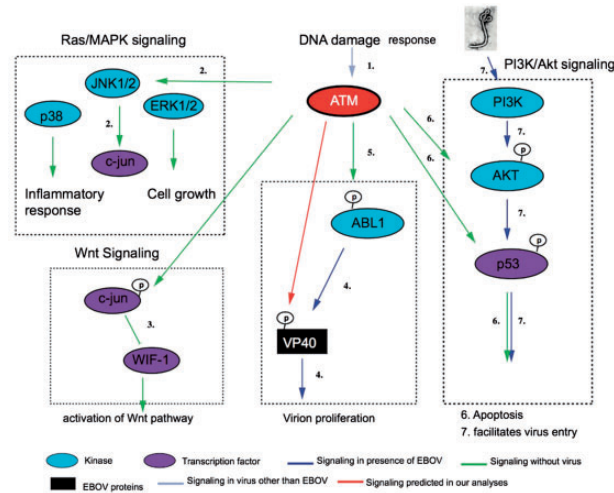 Ras/MAPK signaling
DNA damage response
PI3K/Akt signaling
JNK1/2
2.
1.
7.
ERK1/2
p38
2.
ATM
PI3K
6.
7.
c-jun
5.
6.
p
AKT
Inflammatory
response
Cell growth
p
ABL1
7.
Wnt Signaling
p
p53
c-jun
p
4.
3.
p
VP40
6.
7.
WIF-1
4.
activation of Wnt pathway
Virion proliferation
6. Apoptosis
7. facilitates virus entry
Kinase
Transcription factor
Signaling in presence of EBOV
Signaling without virus
EBOV proteins
Signaling in virus other than EBOV
Signaling predicted in our analyses